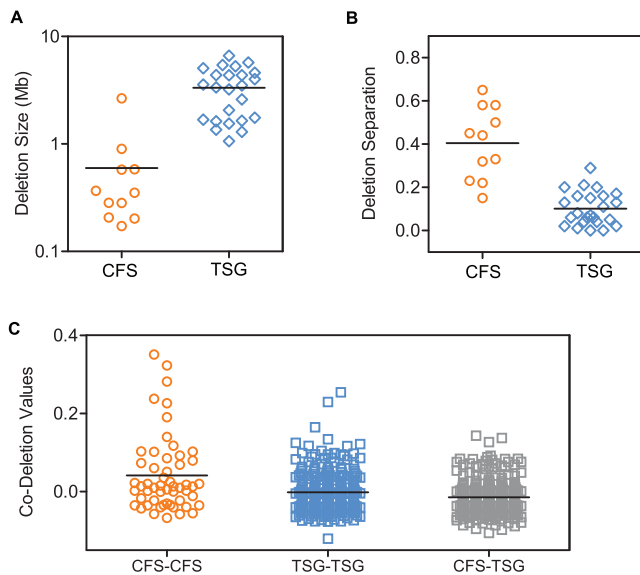 A
Deletion Size (Mb)
10
1
0.1
CFS TSG
B
Deletion Separation
0.8
0.6
0.4
0.2
0.0
CFS TSG
C
Co-Deletion Values
0.4
0.2
0.0
CFS-CFS TSG-TSG CFS-TSG